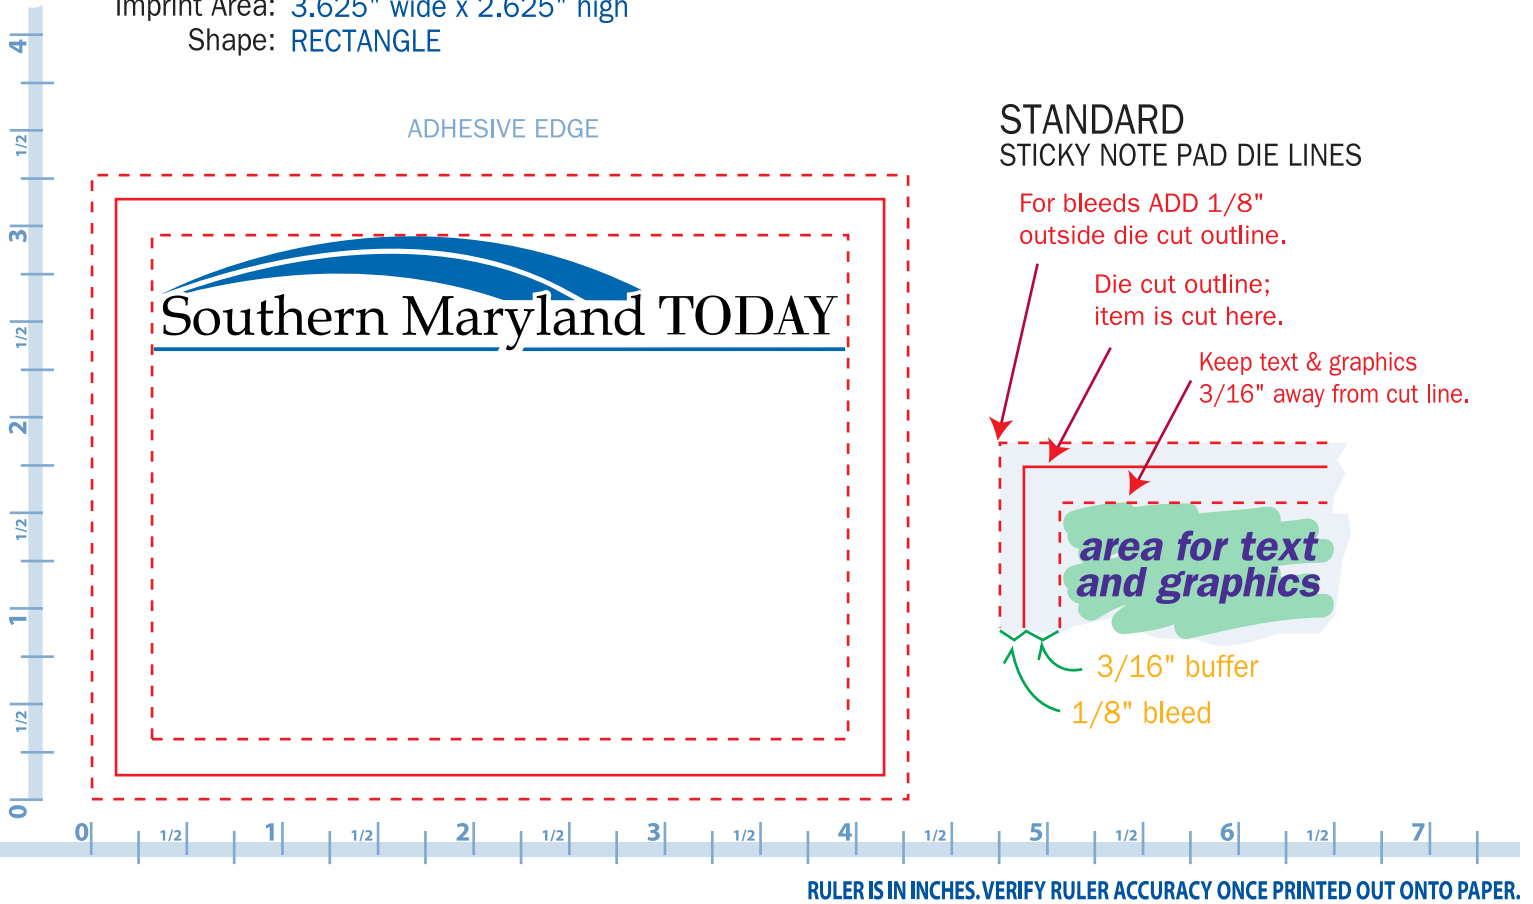 Imprint Area: 3.625" wide x 2.625" high
Shape: RECTANGLE
ADHESIVE EDGE
STANDARD
STICKY NOTE PAD DIE LINES
For bleeds ADD 1/8"
outside die cut outline.
Die cut outline;
item is cut here.
Keep text & graphics
3/16" away from cut line.
Southern Maryland TODAY
area for text
and graphics
3/16" buffer
1/8" bleed
4
1/2
3
1/2
2
1/2
1
1/2
0
0 1/2 1 1/2 2 1/2 3 1/2 4 1/2 5 1/2 6 1/2 7
RULER IS IN INCHES. VERIFY RULER ACCURACY ONCE PRINTED OUT ONTO PAPER.